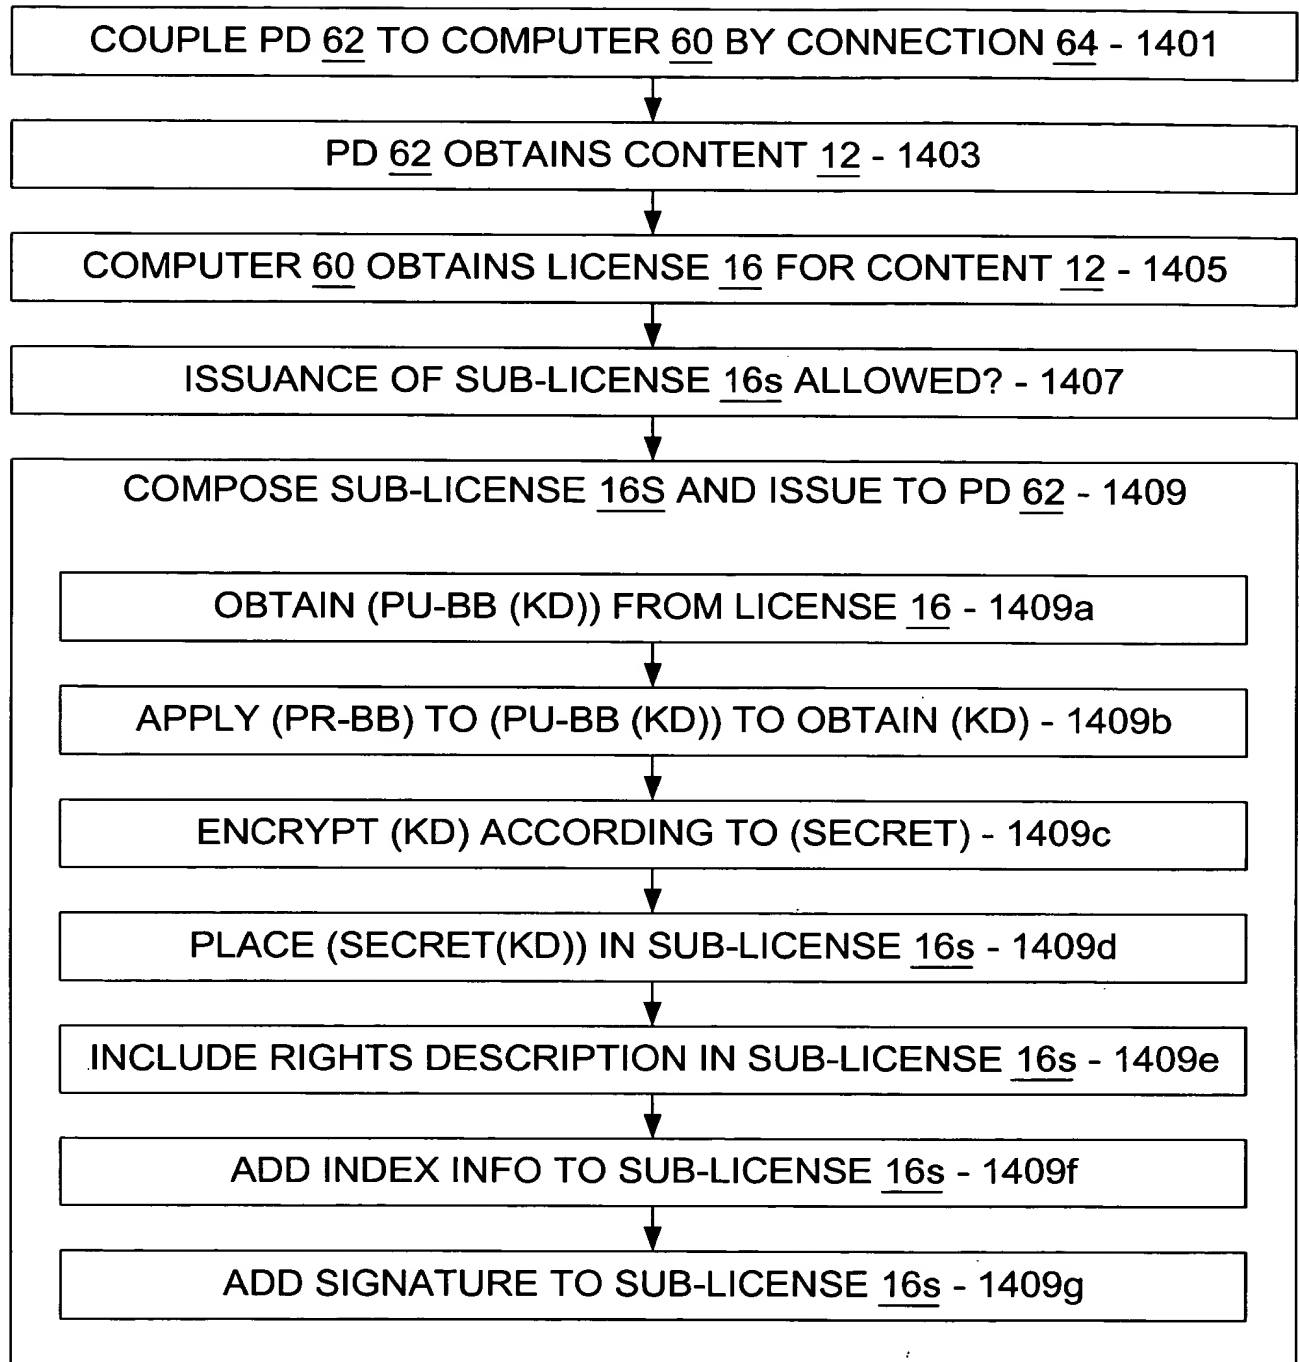 COUPLE PD 62 TO COMPUTER 60 BY CONNECTION 64 - 1401
PD 62 OBTAINS CONTENT 12 - 1403
COMPUTER 60 OBTAINS LICENSE 16 FOR CONTENT 12 - 1405
ISSUANCE OF SUB-LICENSE 16s ALLOWED? - 1407
COMPOSE SUB-LICENSE 16S AND ISSUE TO PD 62 - 1409
OBTAIN (PU-BB (KD)) FROM LICENSE 16 - 1409a
APPLY (PR-BB) TO (PU-BB (KD)) TO OBTAIN (KD) - 1409b
ENCRYPT (KD) ACCORDING TO (SECRET) - 1409c
PLACE (SECRET(KD)) IN SUB-LICENSE 16s - 1409d
INCLUDE RIGHTS DESCRIPTION IN SUB-LICENSE 16s - 1409e
ADD INDEX INFO TO SUB-LICENSE 16s - 1409f
ADD SIGNATURE TO SUB-LICENSE 16s - 1409g